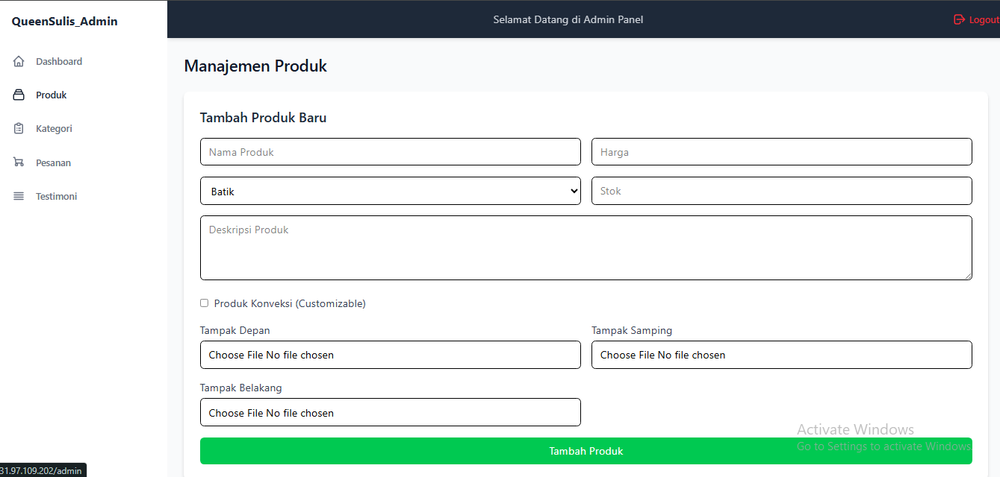 QueenSulis_Admin
Selamat Datang di Admin Panel
Logout
Dashboard
Produk
Kategori
Pesanan
Testimoni
Manajemen Produk
Tambah Produk Baru
Nama Produk
Harga
Batik
Stok
Deskripsi Produk
Produk Konveksi (Customizable)
Tampak Depan
Tampak Samping
Choose File No file chosen
Choose File No file chosen
Tampak Belakang
Choose File No file chosen
Tambah Produk
Activate Windows
Go to Settings to activate Windows.
31.97.109.202/admin